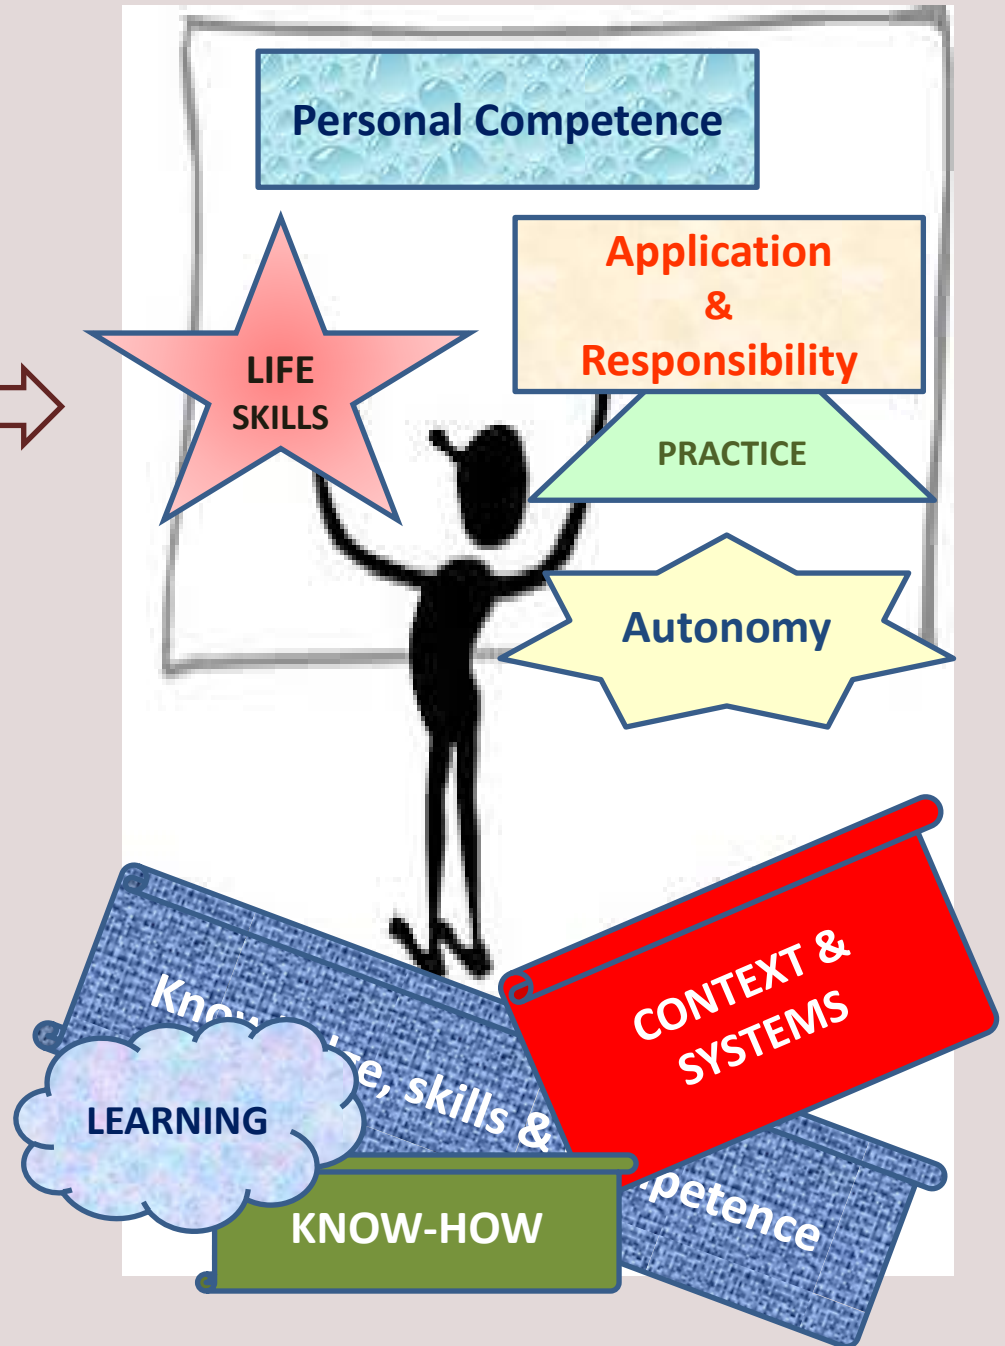 Personal Competence
Application
&
Responsibility
LIFE
SKILLS
PRACTICE
Autonomy
CONTEXT &
SYSTEMS
skills &
LEARNING
KNOW-HOW